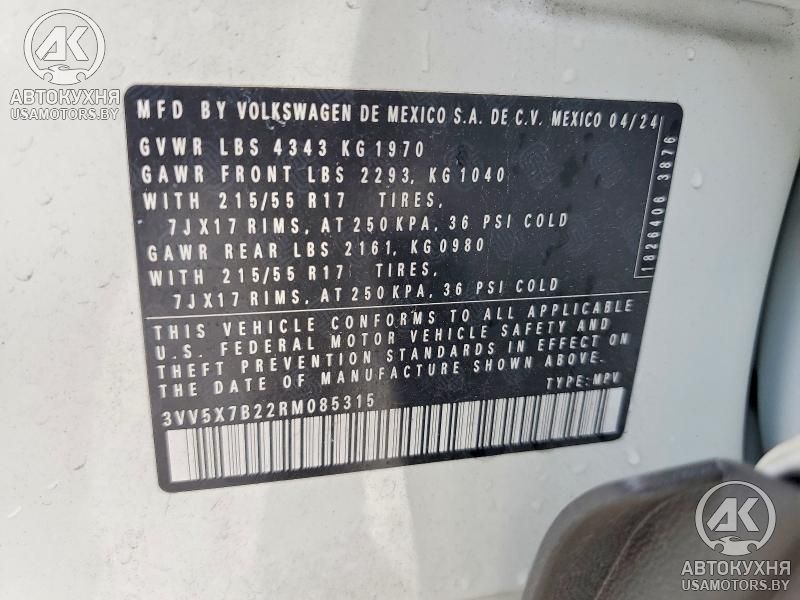 AK
АВТОКУХНЯ
USAMOTORS.BY
MFD BY VOLKSWAGEN DE MEXICO S.A. DE C.V. MEXICO 04/24
GVWR LBS 4343 KG 1970
GAWR FRONT LBS 2293, KG 1040
WITH 215/55 R17 TIRES,
7JX17 RIMS, AT 250 KPA, 36 PSI COLD
GAWR REAR LBS 2161, KG 0980
WITH 215/55 R17 TIRES,
7JX17 RIMS, AT 250 KPA, 36 PSI COLD
THIS VEHICLE CONFORMS TO ALL APPLICABLE
U.S. FEDERAL MOTOR VEHICLE SAFETY AND
THEFT PREVENTION STANDARDS IN EFFECT ON
THE DATE OF MANUFACTURE SHOWN ABOVE.
TYPE: MPV
3VV5X7B22RM085315
1826406 3876
AK
АВТОКУХНЯ
USAMOTORS.BY